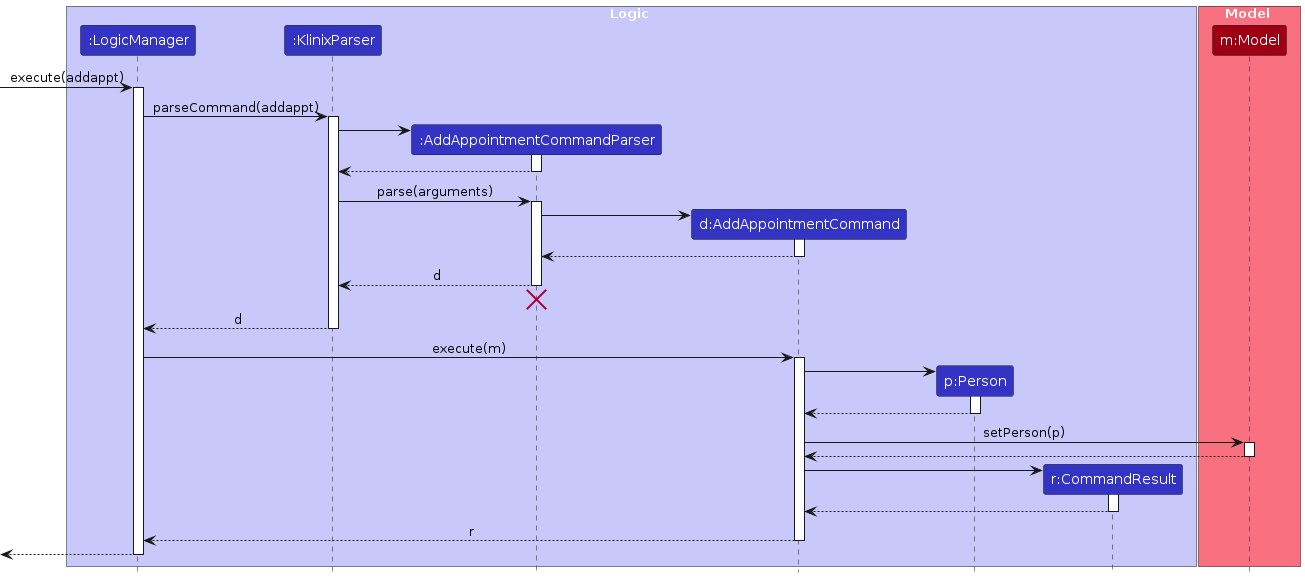 Logic
Model
:LogicManager
:KlinixParser
m:Model
execute(addappt)
parseCommand(addappt)
:AddAppointmentCommandParser
parse(arguments)
d:AddAppointmentCommand
d
d
execute(m)
p:Person
setPerson(p)
r:CommandResult
r